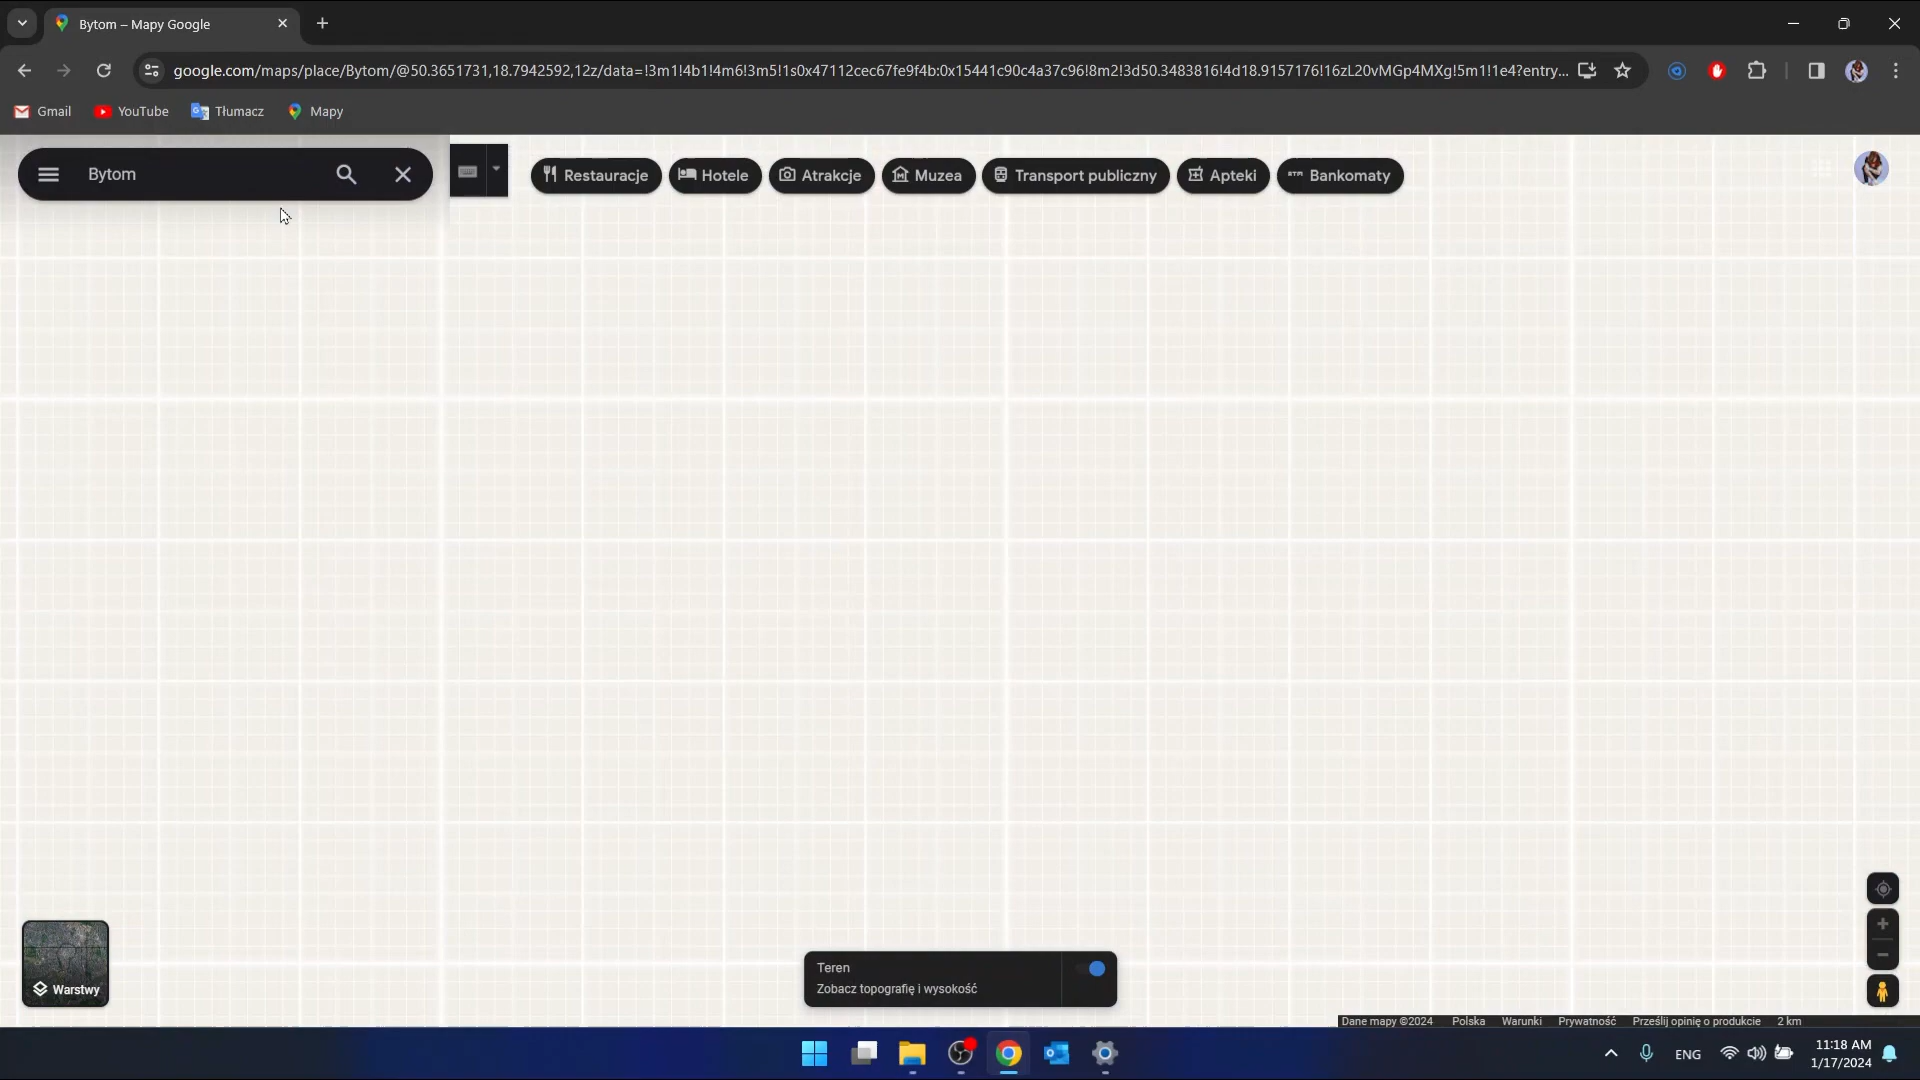 Bytom – Mapy Google
google.com/maps/place/Bytom/@50.3651731,18.7942592,12z/data=!3m1!4b1!4m6!3m5!1s0x47112cec67fe9f4b:0x15441c90c4a37c96!8m2!3d50.3483816!4d18.9157176!16zL20vMGp4MXg!5m1!1e4?entry...
Gmail
YouTube
Tłumacz
Mapy
Bytom
Restauracje
Hotele
Atrakcje
Muzea
Transport publiczny
Apteki
ATM Bankomaty
Warstwy
Teren
Zobacz topografię i wysokość
Dane mapy ©2024 Polska Warunki Prywatność Prześlij opinię o produkcie 2 km
ENG
11:18 AM
1/17/2024